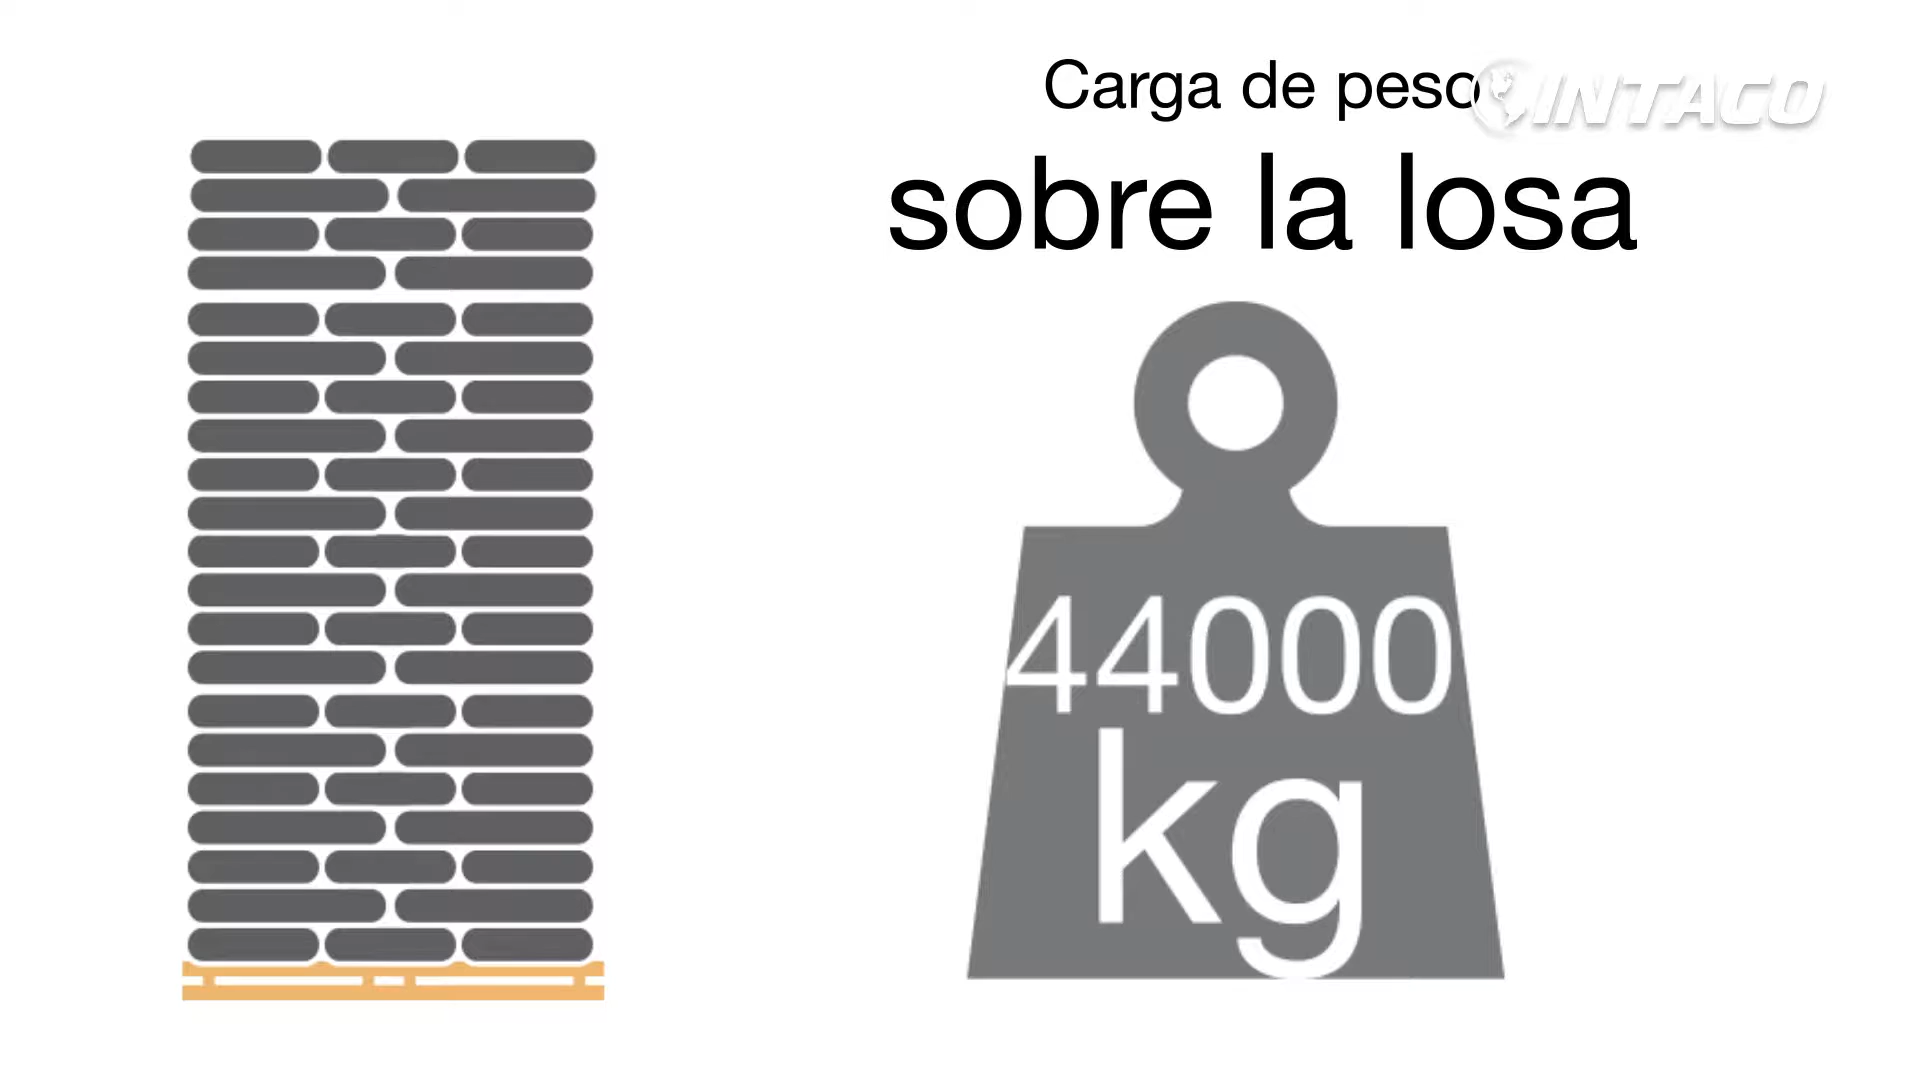 Carga de peso
INTACO
sobre la losa
44000
kg